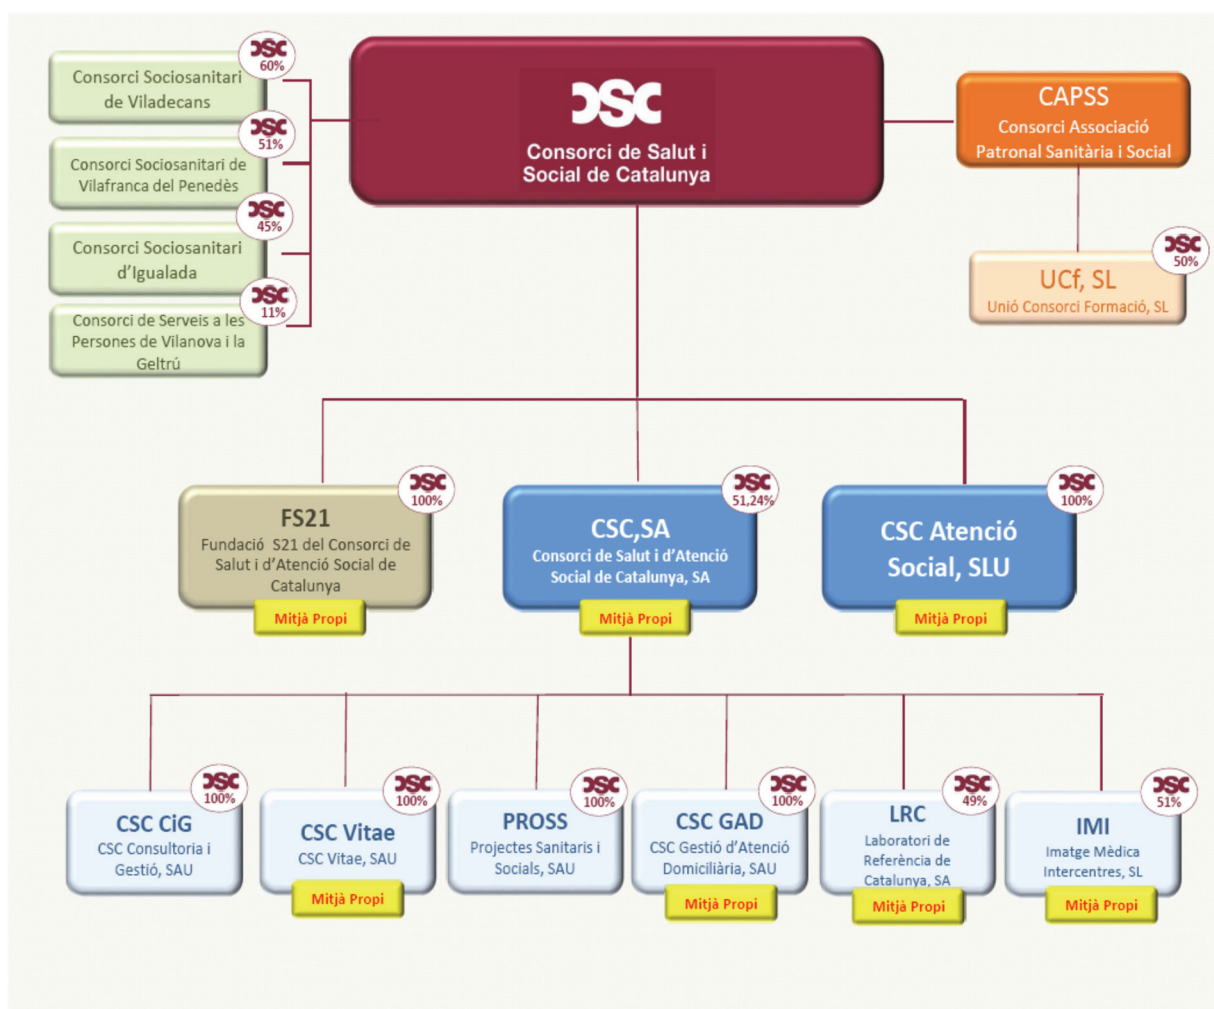 CSC
Consorci de Salut i
Social de Catalunya
CSC
60%
Consorci Sociosanitari
de Viladecans
CSC
51%
Consorci Sociosanitari de
Vilafranca del Penedès
CSC
45%
Consorci Sociosanitari
d'Igualada
CSC
11%
Consorci de Serveis a les
Persones de Vilanova i la
Geltrú
CAPSS
Consorci Associació
Patronal Sanitària i Social
CSC
50%
UCf, SL
Unió Consorci Formació, SL
CSC
100%
FS21
Fundació S21 del Consorci de
Salut i d'Atenció Social de
Catalunya
Mitjà Propi
CSC
51,24%
CSC,SA
Consorci de Salut i d'Atenció
Social de Catalunya, SA
Mitjà Propi
CSC
100%
CSC Atenció
Social, SLU
Mitjà Propi
CSC
100%
CSC CiG
CSC Consultoria i
Gestió, SAU
CSC
100%
CSC Vitae
CSC Vitae, SAU
Mitjà Propi
CSC
100%
PROSS
Projectes Sanitaris i
Socials, SAU
CSC
100%
CSC GAD
CSC Gestió d'Atenció
Domiciliària, SAU
Mitjà Propi
CSC
49%
LRC
Laboratori de
Referència de
Catalunya, SA
Mitjà Propi
CSC
51%
IMI
Imatge Mèdica
Intercentres, SL
Mitjà Propi